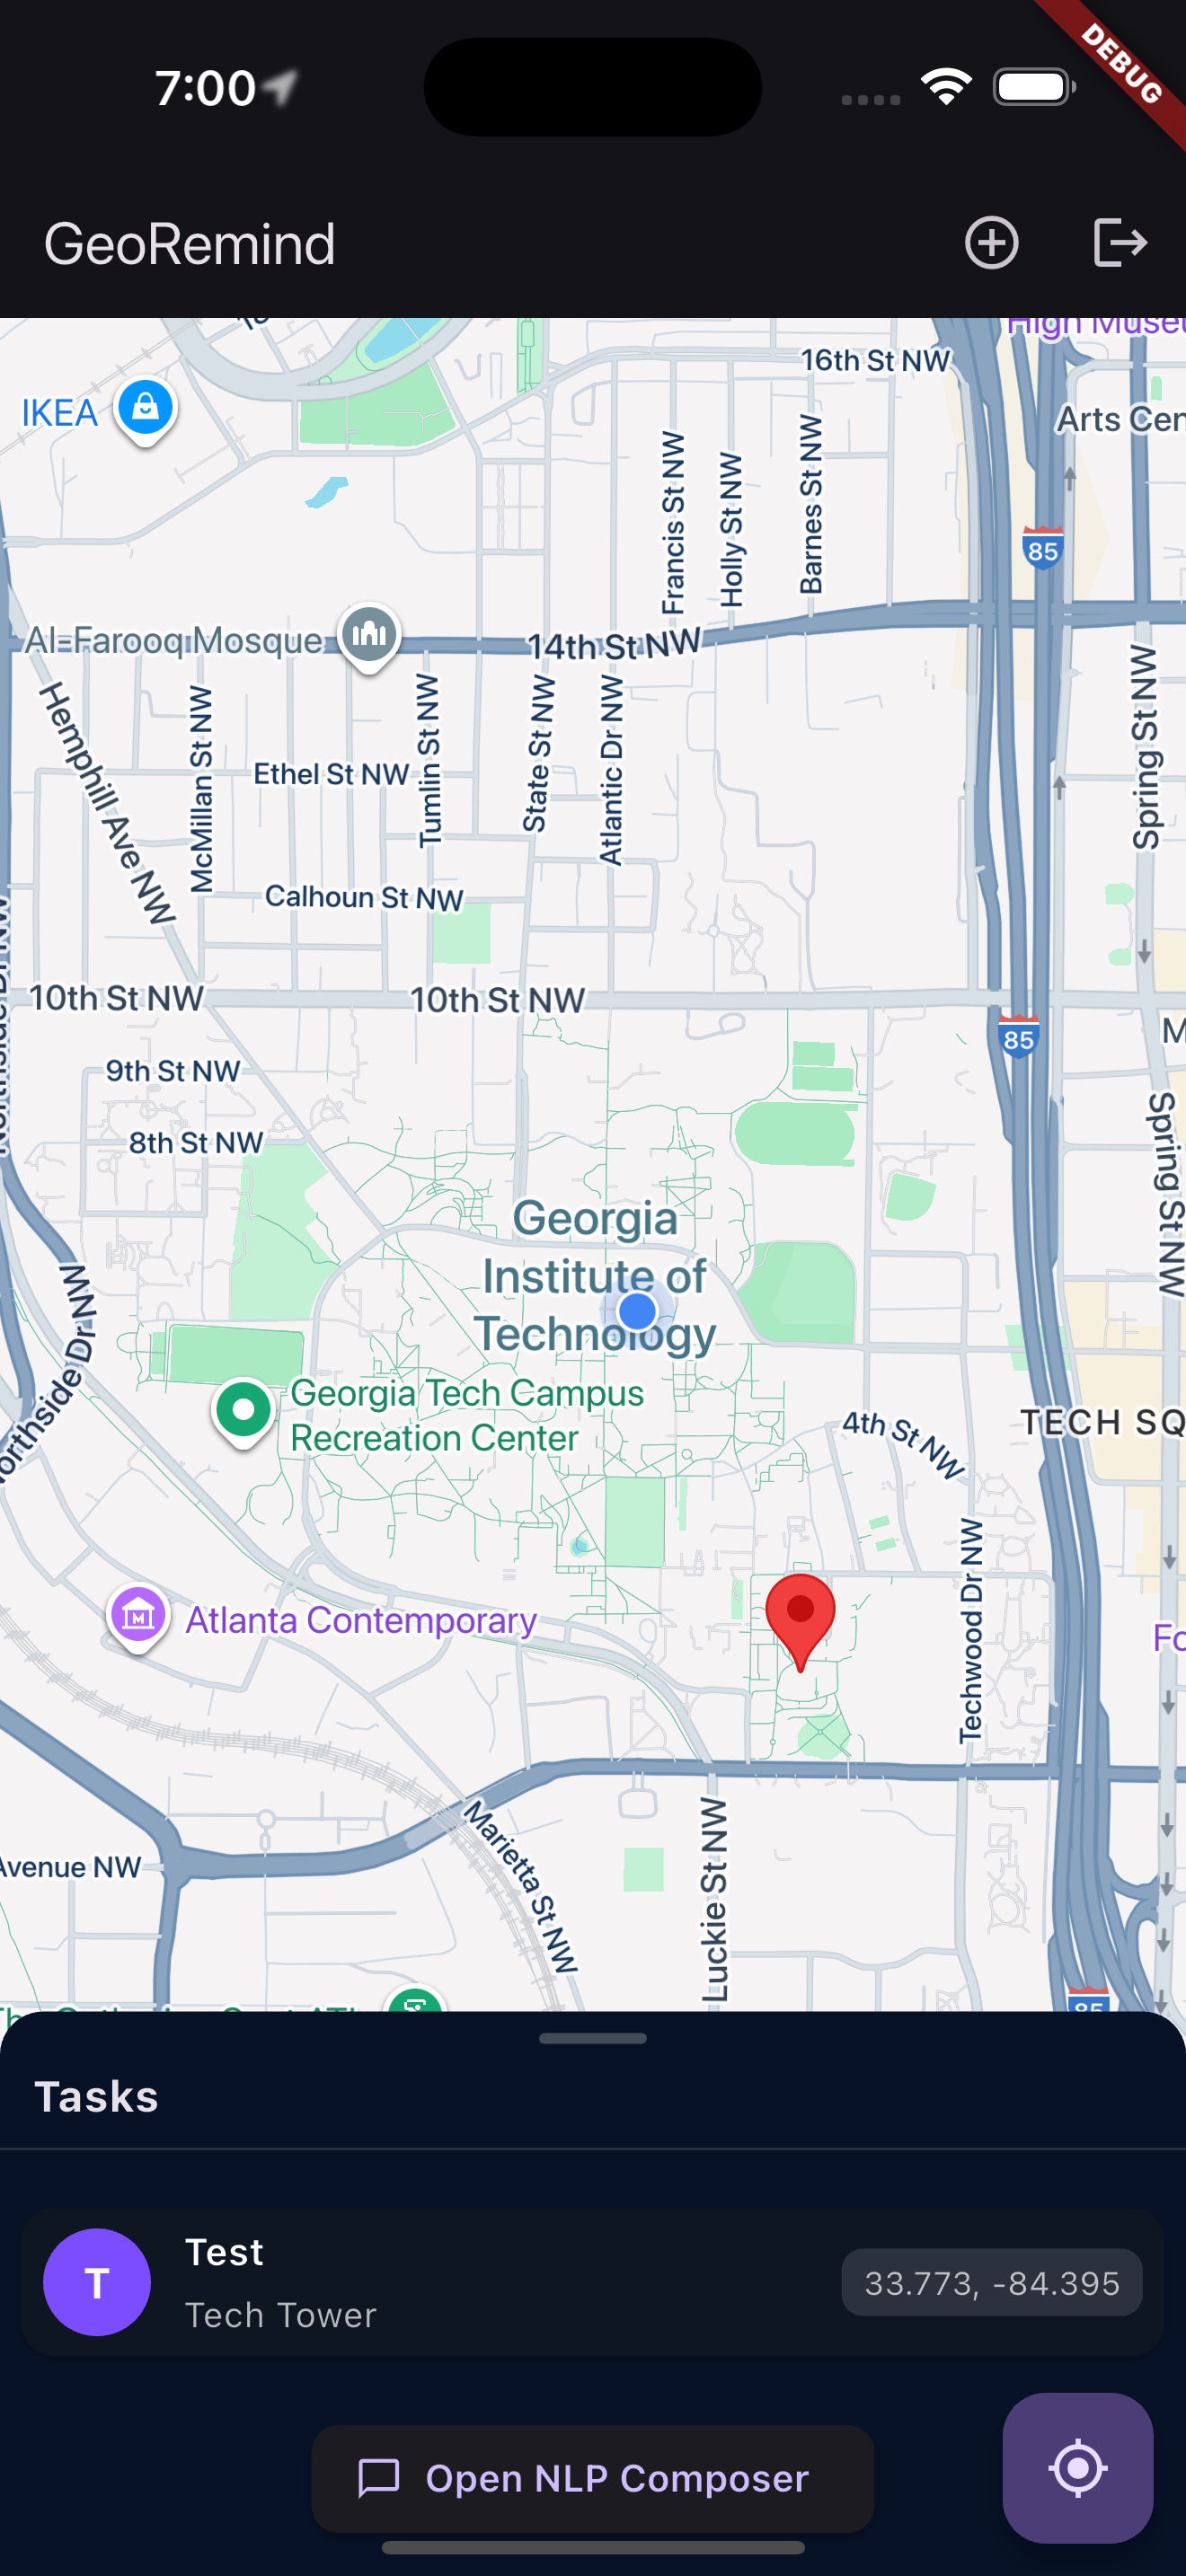 7:00
DEBUG
GeoRemind
High
16th St NW
IKEA
Arts
Francis St NW
Holly St NW
Barnes St NW
85
Al-Farooq Mosque
14th St NW
Hemphill Ave NW
McMillan St NW
Ethel St NW
Tumlin St NW
State St NW
Atlantic Dr NW
Spring St NW
Calhoun St NW
10th St NW
10th St NW
85
9th St NW
8th St NW
Spring St NW
Georgia
Institute of
Technology
Northside Dr NW
Georgia Tech Campus
Recreation Center
4th St NW
TECH SQ
Techwood Dr NW
Atlanta Contemporary
Avenue NW
Marietta St NW
Luckie St NW
85
Tasks
T
Test
Tech Tower
33.773, -84.395
Open NLP Composer